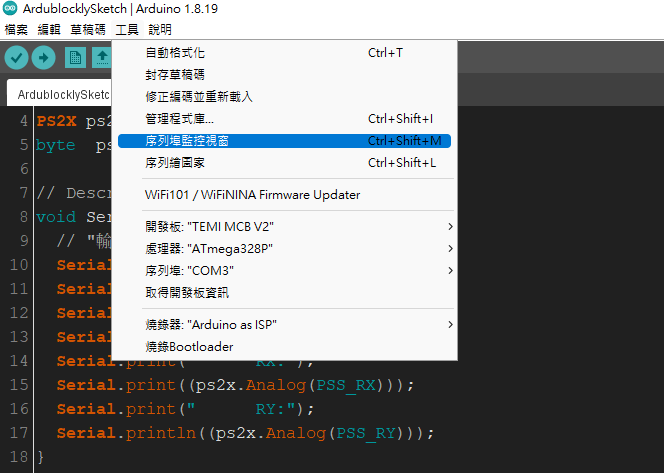 ArdublocklySketch | Arduino 1.8.19
檔案 編輯 草稿碼 工具 說明
自動格式化 Ctrl+T
封存草稿碼
修正編碼並重新載入
管理程式庫... Ctrl+Shift+I
序列埠監控視窗 Ctrl+Shift+M
序列繪圖家 Ctrl+Shift+L
WiFi101 / WiFiNINA Firmware Updater
開發板: "TEMI MCB V2"
處理器: "ATmega328P"
序列埠: "COM3"
取得開發板資訊
燒錄器: "Arduino as ISP"
燒錄Bootloader
ArdublocklySketch
4 PS2X ps2
5 byte ps
6
7 // Descr
8 void Ser
9 // "輸
10 Serial
11 Serial
12 Serial
13 Serial
14 Serial.print(" RX:");
15 Serial.print((ps2x.Analog(PSS_RX)));
16 Serial.print(" RY:");
17 Serial.println((ps2x.Analog(PSS_RY)));
18 }